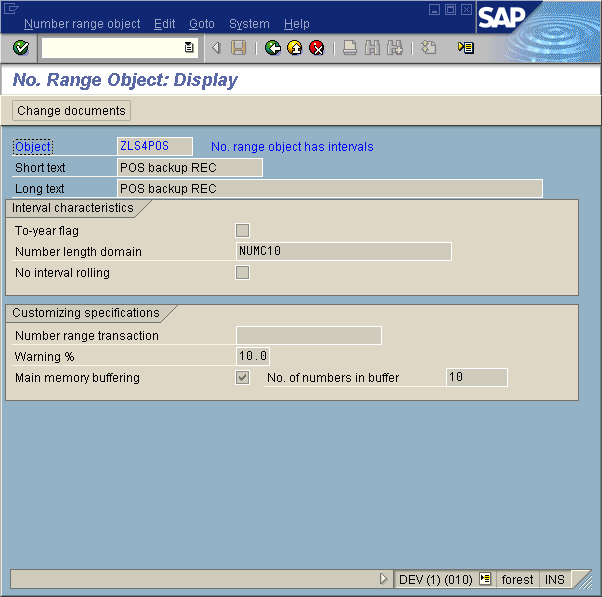 Number range object Edit Goto System Help
SAP
No. Range Object: Display
Change documents
Object ZLS4POS No. range object has intervals
Short text POS backup REC
Long text POS backup REC
Interval characteristics
To-year flag
Number length domain NUMC10
No interval rolling
Customizing specifications
Number range transaction
Warning % 10.0
Main memory buffering No. of numbers in buffer 10
DEV (1) (010) forest INS